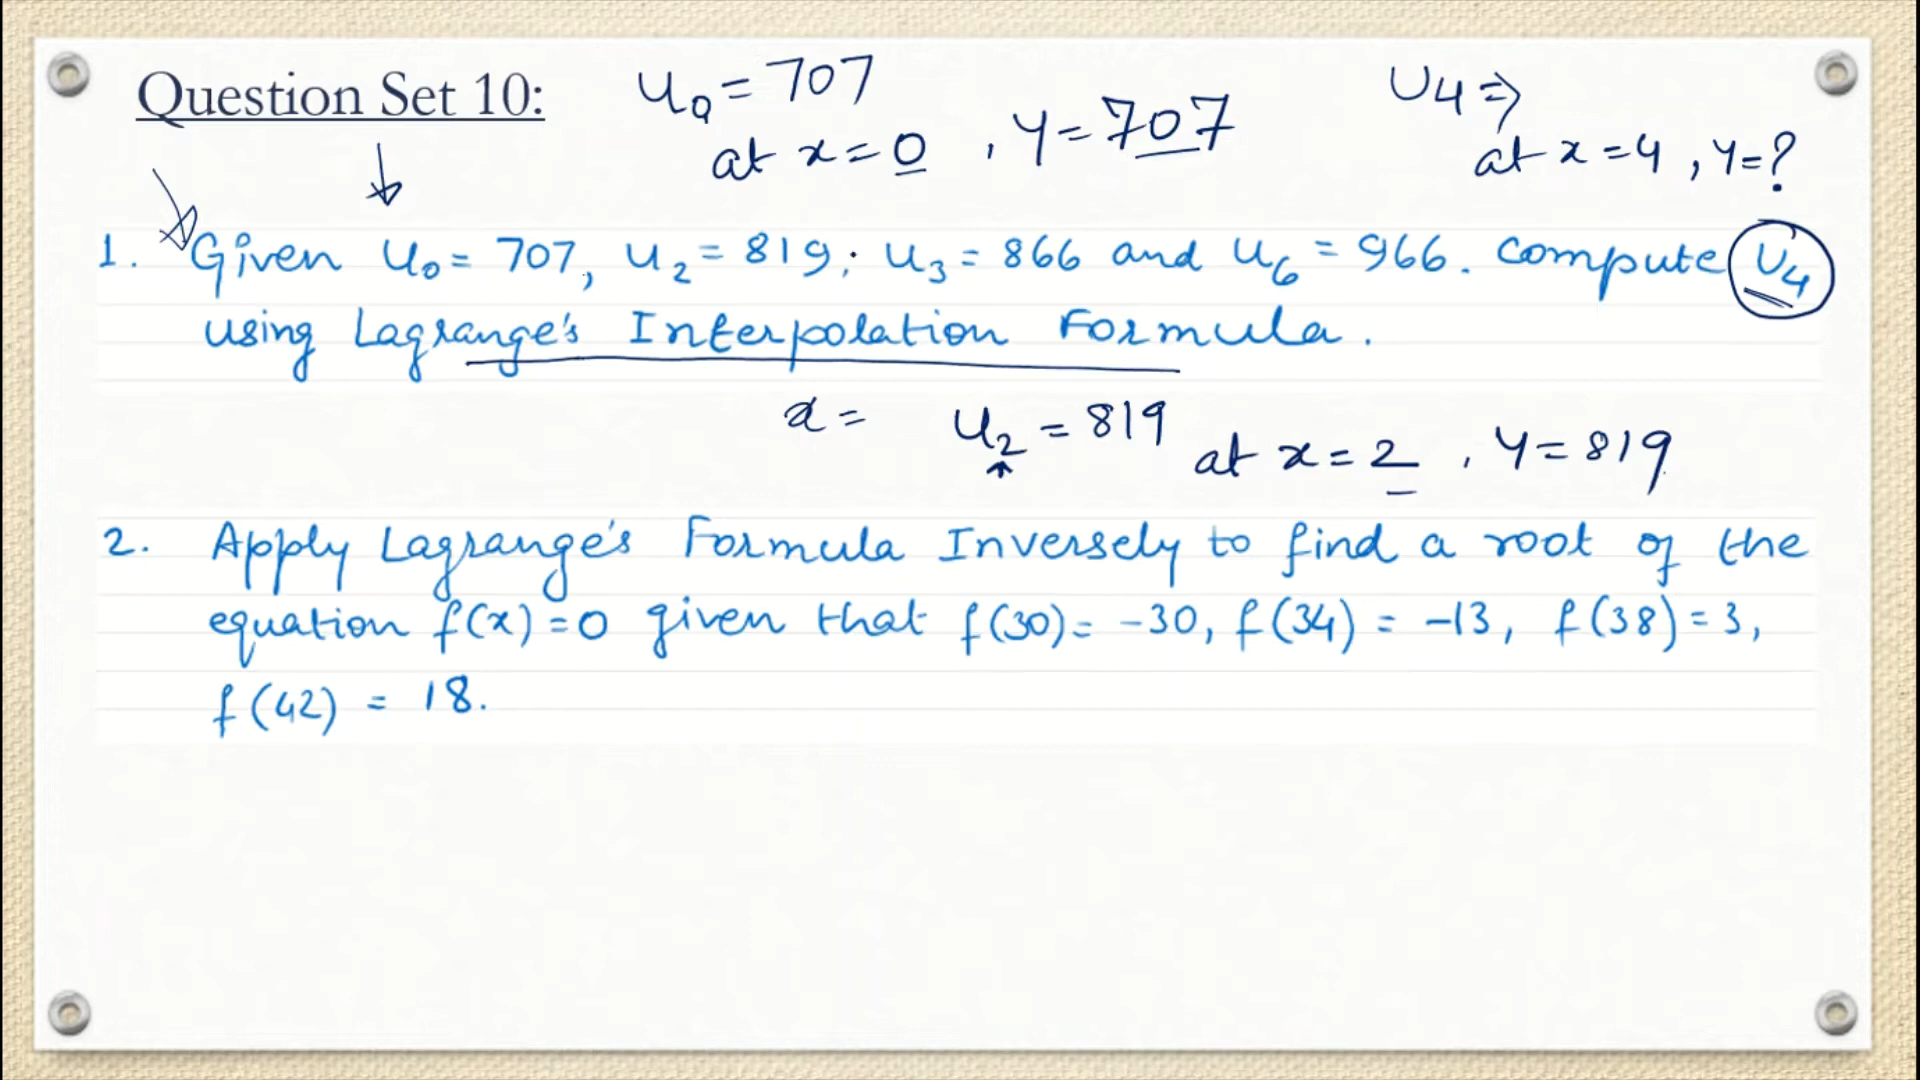 Question Set 10:
U₀ = 707
at x = 0 , Y = 707
U4 ⇒
at x = 4 , Y = ?
1. Given U₀ = 707, U₂ = 819; U₃ = 866 and U₆ = 966. Compute U₄
using Lagrange's Interpolation Formula.
x =
U₂ = 819
at x = 2 , Y = 819
2. Apply Lagrange's Formula Inversely to find a root of the
equation f(x) = 0 given that f(30) = -30, f(34) = -13, f(38) = 3,
f(42) = 18.